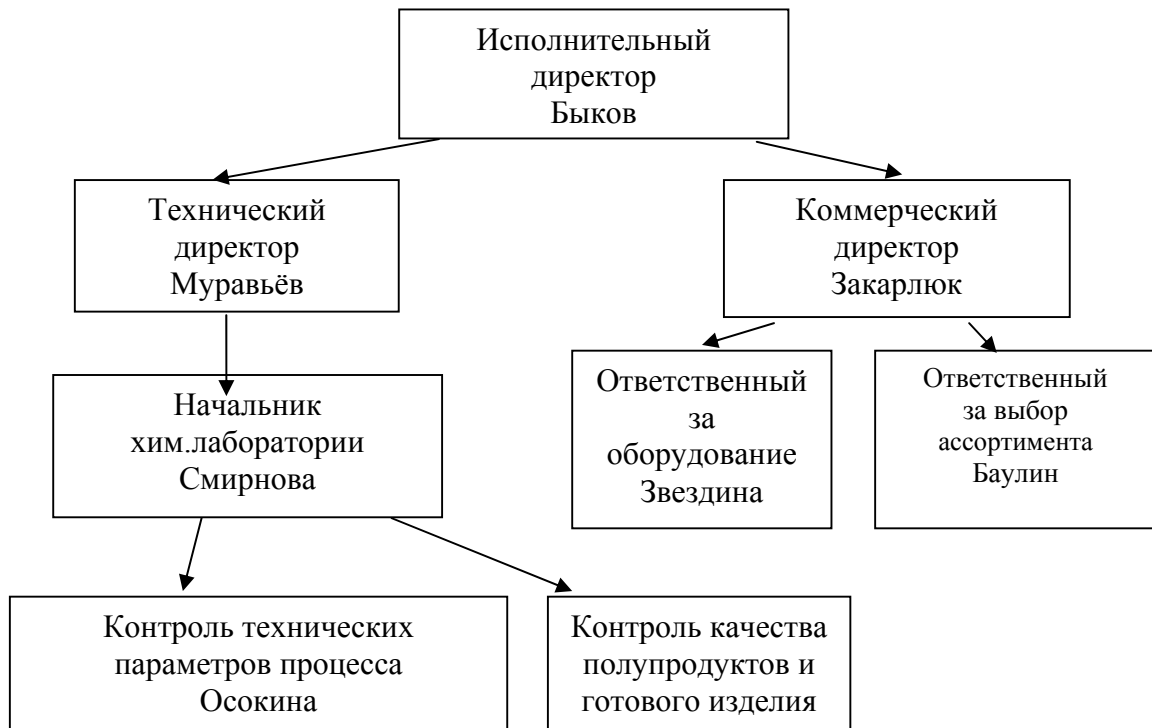 Исполнительный
директор
Быков
Технический
директор
Муравьёв
Коммерческий
директор
Закарлюк
Начальник
хим.лаборатории
Смирнова
Ответственный
за
оборудование
Звездина
Ответственный
за выбор
ассортимента
Баулин
Контроль технических
параметров процесса
Осокина
Контроль качества
полупродуктов и
готового изделия